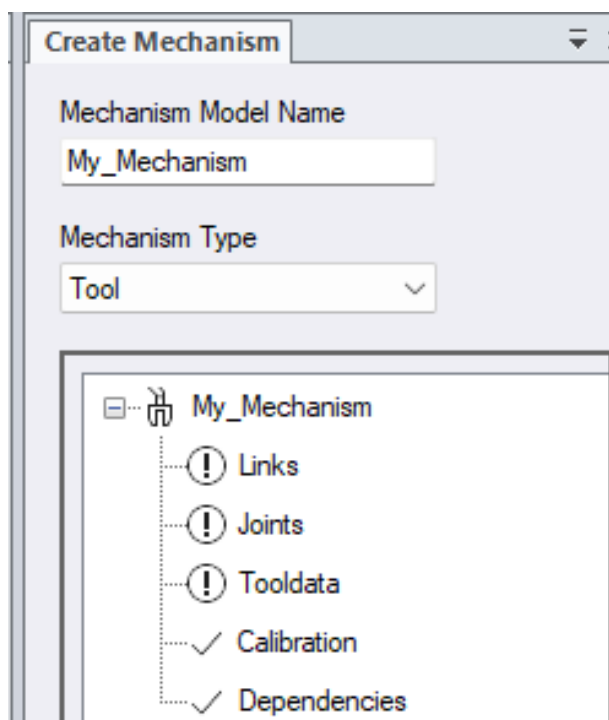 Create Mechanism
Mechanism Model Name
My_Mechanism
Mechanism Type
Tool
My_Mechanism
Links
Joints
Tooldata
Calibration
Dependencies